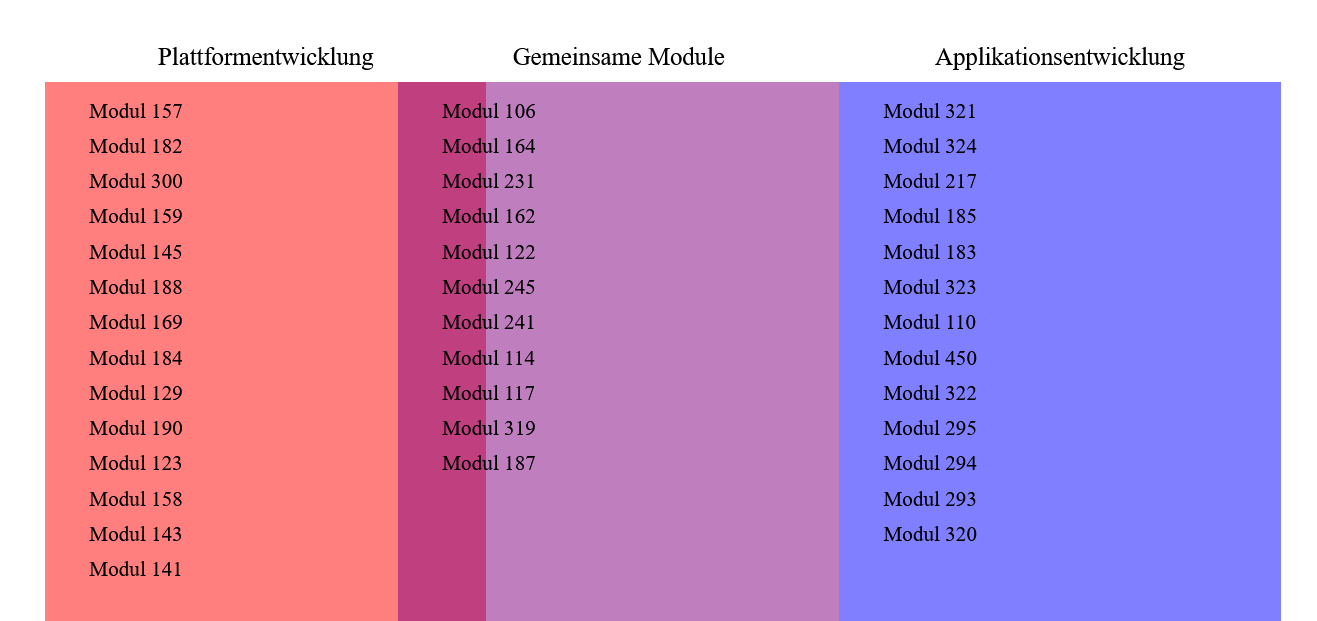 Plattformentwicklung
Modul 157
Modul 182
Modul 300
Modul 159
Modul 145
Modul 188
Modul 169
Modul 184
Modul 129
Modul 190
Modul 123
Modul 158
Modul 143
Modul 141
Gemeinsame Module
Modul 106
Modul 164
Modul 231
Modul 162
Modul 122
Modul 245
Modul 241
Modul 114
Modul 117
Modul 319
Modul 187
Applikationsentwicklung
Modul 321
Modul 324
Modul 217
Modul 185
Modul 183
Modul 323
Modul 110
Modul 450
Modul 322
Modul 295
Modul 294
Modul 293
Modul 320